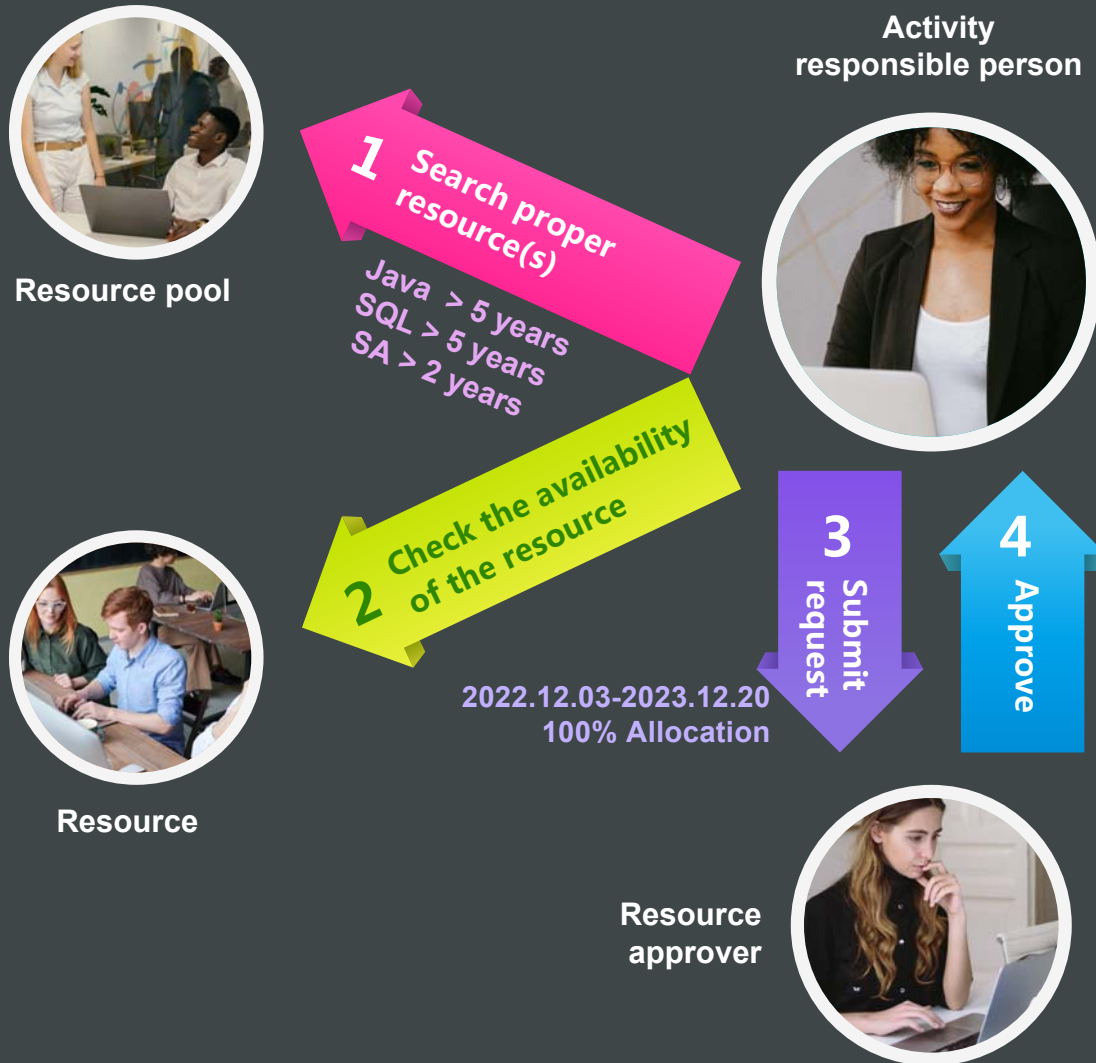 Activity
responsible person
1 Search proper
resource(s)
Resource pool
Java > 5 years
SQL > 5 years
SA > 2 years
2 Check the availability
of the resource
3 Submit
request
4 Approve
2022.12.03-2023.12.20
100% Allocation
Resource
Resource
approver